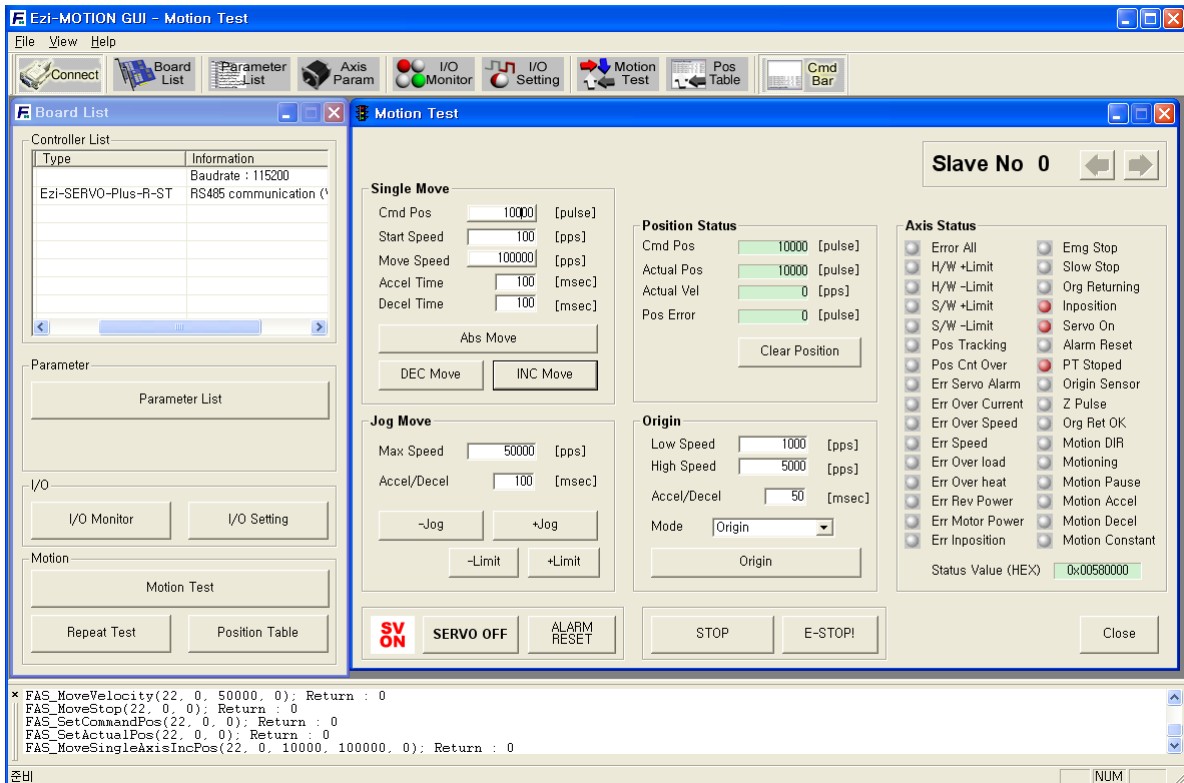 Ezi-MOTION GUI - Motion Test
File View Help
Connect
Board List
Parameter List
Axis Param
I/O Monitor
I/O Setting
Motion Test
Pos Table
Cmd Bar
Board List
Controller List
Type Information
Baudrate : 115200
Ezi-SERVO-Plus-R-ST RS485 communication (
Parameter
Parameter List
I/O
I/O Monitor I/O Setting
Motion
Motion Test
Repeat Test Position Table
Motion Test
Slave No 0
Single Move
Cmd Pos 10000 [pulse]
Start Speed 100 [pps]
Move Speed 100000 [pps]
Accel Time 100 [msec]
Decel Time 100 [msec]
Abs Move
DEC Move INC Move
Jog Move
Max Speed 50000 [pps]
Accel/Decel 100 [msec]
-Jog +Jog
-Limit +Limit
Position Status
Cmd Pos 10000 [pulse]
Actual Pos 10000 [pulse]
Actual Vel 0 [pps]
Pos Error 0 [pulse]
Clear Position
Origin
Low Speed 1000 [pps]
High Speed 5000 [pps]
Accel/Decel 50 [msec]
Mode Origin
Origin
Axis Status
Error All Emg Stop
H/W +Limit Slow Stop
H/W -Limit Org Returning
S/W +Limit Inposition
S/W -Limit Servo On
Pos Tracking Alarm Reset
Pos Cnt Over PT Stoped
Err Servo Alarm Origin Sensor
Err Over Current Z Pulse
Err Over Speed Org Ret OK
Err Speed Motion DIR
Err Over load Motioning
Err Over heat Motion Pause
Err Rev Power Motion Accel
Err Motor Power Motion Decel
Err Inposition Motion Constant
Status Value (HEX) 0x00580000
SV ON
SERVO OFF
ALARM RESET
STOP E-STOP!
Close
FAS_MoveVelocity(22, 0, 50000, 0); Return : 0
FAS_MoveStop(22, 0, 0); Return : 0
FAS_SetCommandPos(22, 0, 0); Return : 0
FAS_SetActualPos(22, 0, 0); Return : 0
FAS_MoveSingleAxisIncPos(22, 0, 10000, 100000, 0); Return : 0
준비 NUM